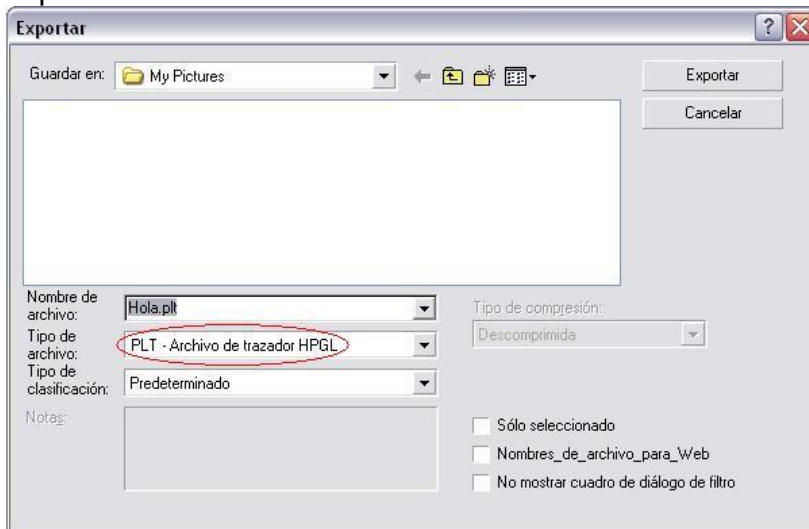 Exportar
Guardar en: My Pictures
Exportar
Cancelar
Nombre de archivo: Hola.plt
Tipo de archivo: PLT - Archivo de trazador HPGL
Tipo de clasificación: Predeterminado
Notas:
Tipo de compresión:
Descomprimida
Sólo seleccionado
Nombres_de_archivo_para_Web
No mostrar cuadro de diálogo de filtro